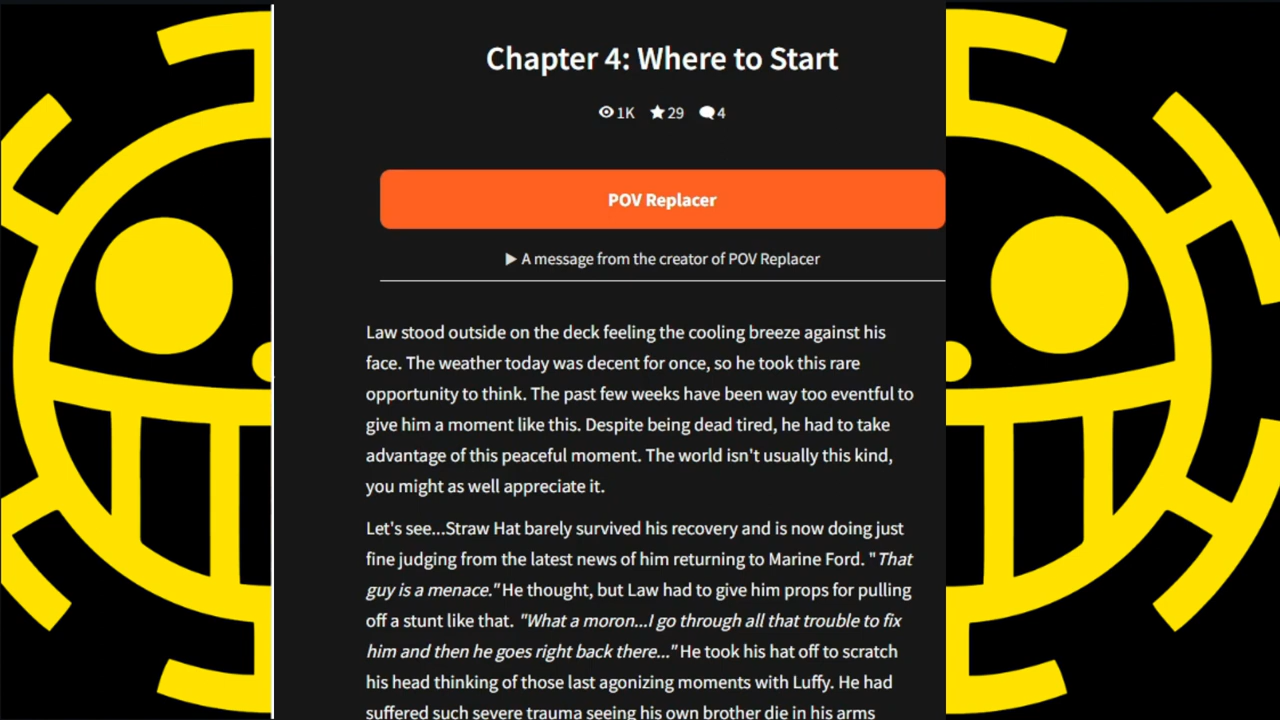 Chapter 4: Where to Start
1K 29 4
POV Replacer
▶ A message from the creator of POV Replacer
Law stood outside on the deck feeling the cooling breeze against his
face. The weather today was decent for once, so he took this rare
opportunity to think. The past few weeks have been way too eventful to
give him a moment like this. Despite being dead tired, he had to take
advantage of this peaceful moment. The world isn't usually this kind,
you might as well appreciate it.
Let's see...Straw Hat barely survived his recovery and is now doing just
fine judging from the latest news of him returning to Marine Ford. "That
guy is a menace." He thought, but Law had to give him props for pulling
off a stunt like that. "What a moron...I go through all that trouble to fix
him and then he goes right back there..." He took his hat off to scratch
his head thinking of those last agonizing moments with Luffy. He had
suffered such severe trauma seeing his own brother die in his arms